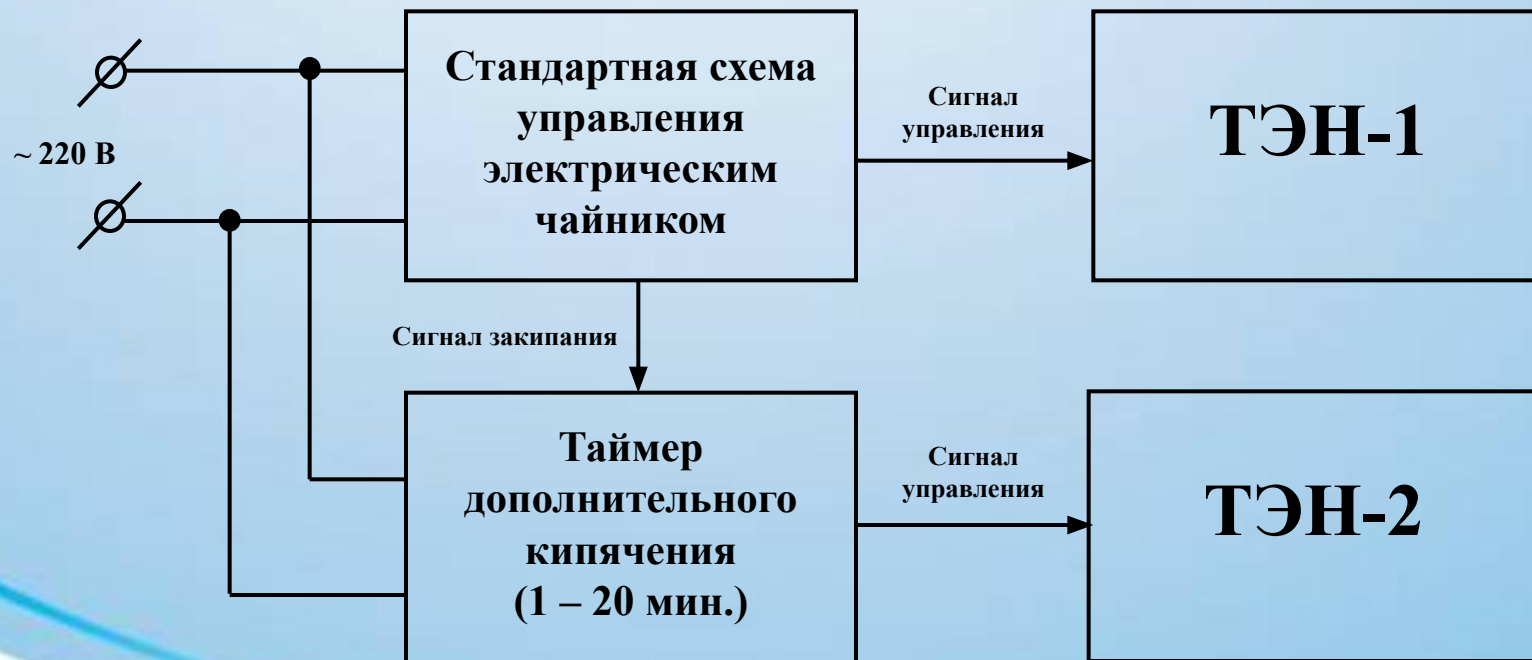 Стандартная схема
управления
электрическим
чайником
Сигнал
управления
ТЭН-1
~ 220 В
Сигнал закипания
Таймер
дополнительного
кипячения
(1 – 20 мин.)
Сигнал
управления
ТЭН-2